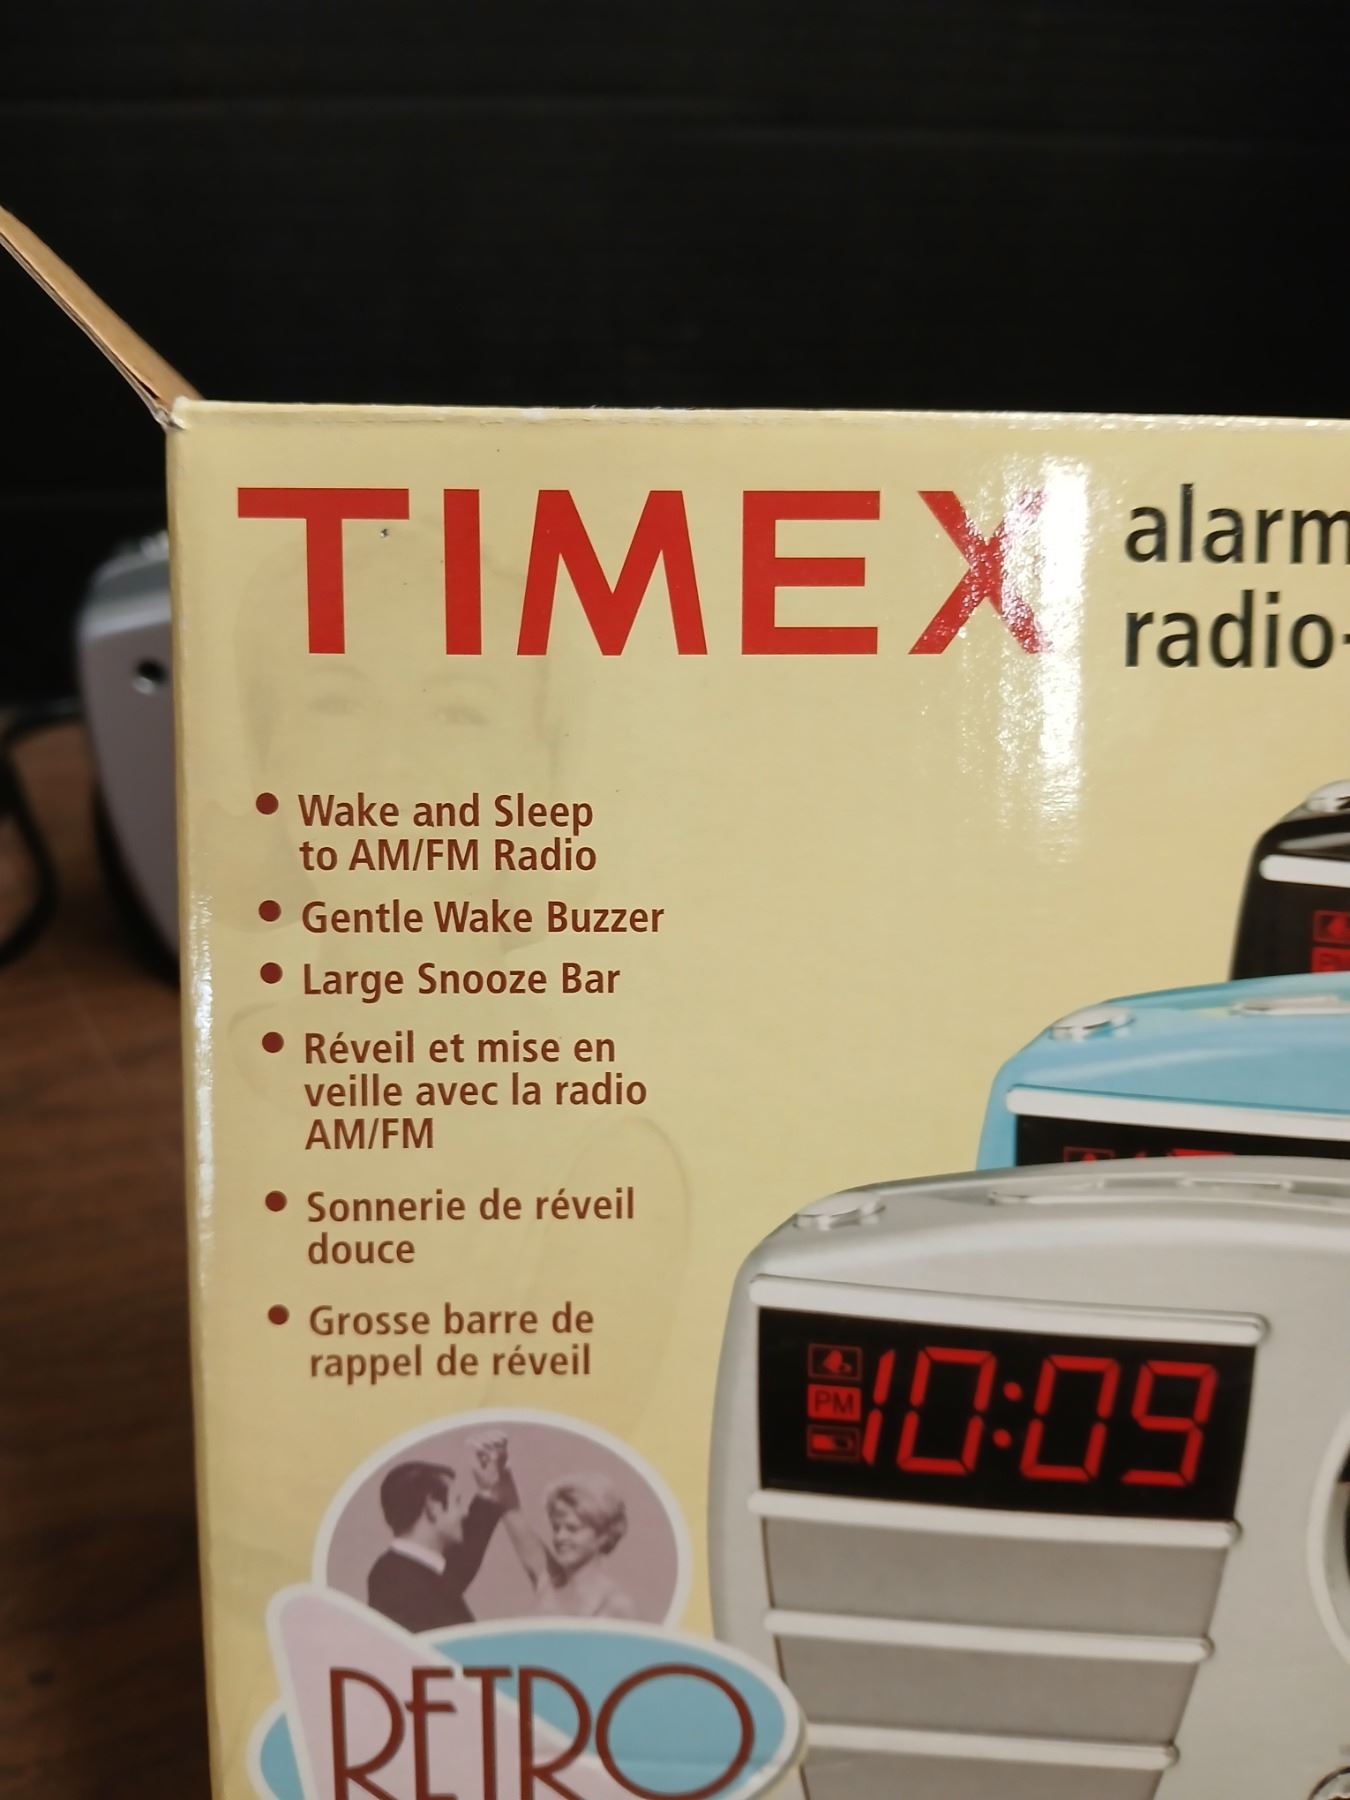 TIMEX
alarm
radio-
• Wake and Sleep
to AM/FM Radio
• Gentle Wake Buzzer
• Large Snooze Bar
• Réveil et mise en
veille avec la radio
AM/FM
• Sonnerie de réveil
douce
• Grosse barre de
rappel de réveil
PM 10:09
RETRO